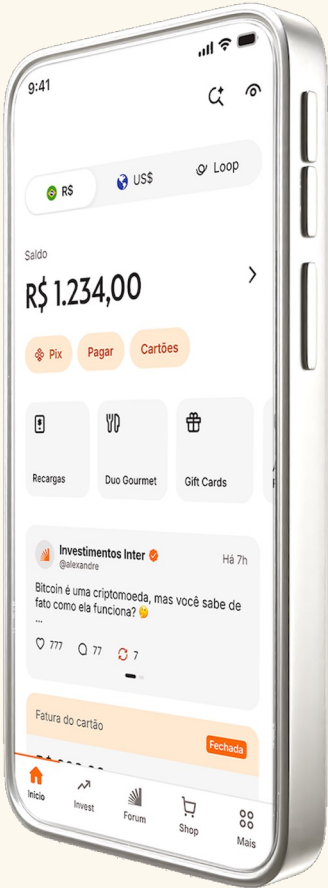 9:41
R$
US$
Loop
Saldo
R$ 1.234,00
Pix
Pagar
Cartões
Recargas
Duo Gourmet
Gift Cards
Investimentos Inter
Há 7h
@alexandre
Bitcoin é uma criptomoeda, mas você sabe de
fato como ela funciona? 🤔
...
777
77
7
Fatura do cartão
Fechada
Início
Invest
Forum
Shop
Mais